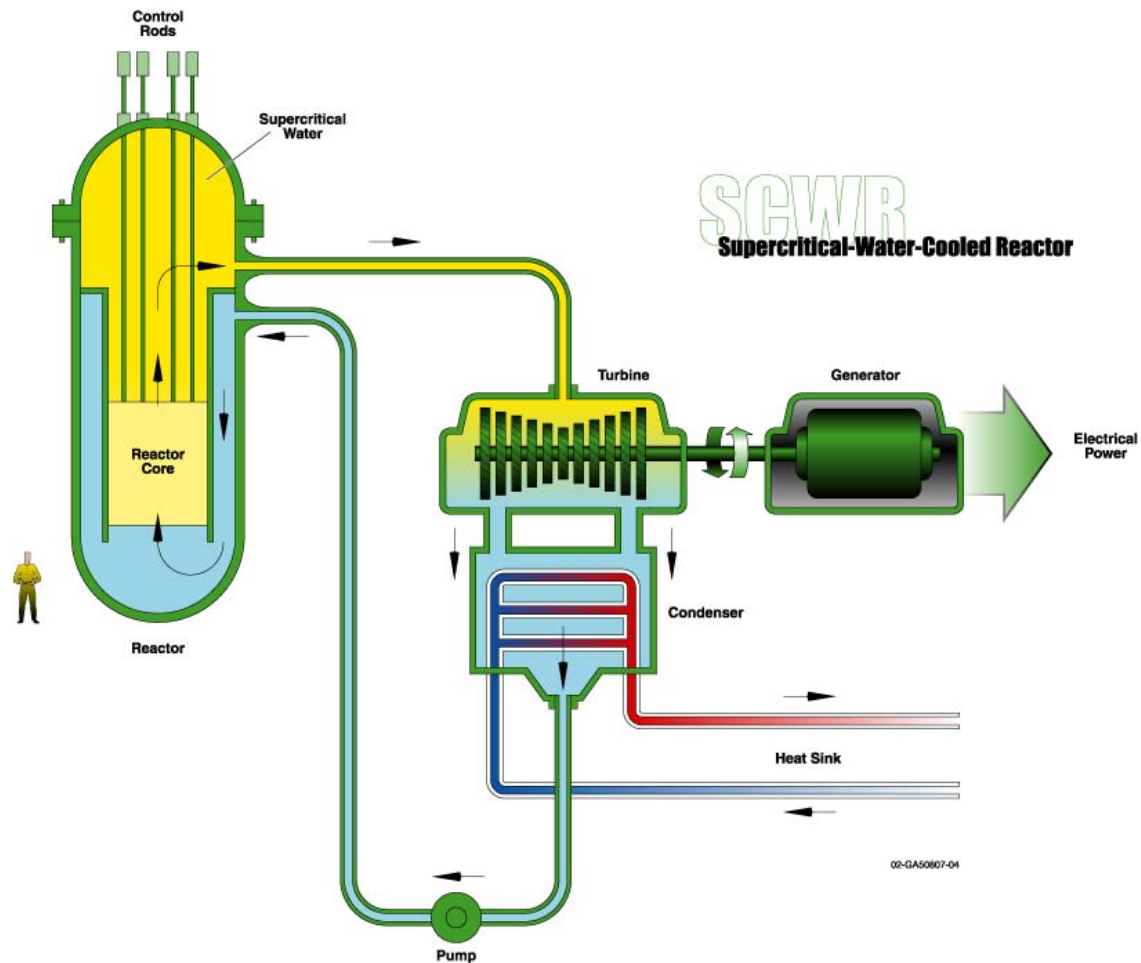 Control
Rods
Supercritical
Water
SCWR
Supercritical-Water-Cooled Reactor
Turbine
Generator
Electrical
Power
Reactor
Core
Condenser
Reactor
Heat Sink
02-GA50807-04
Pump